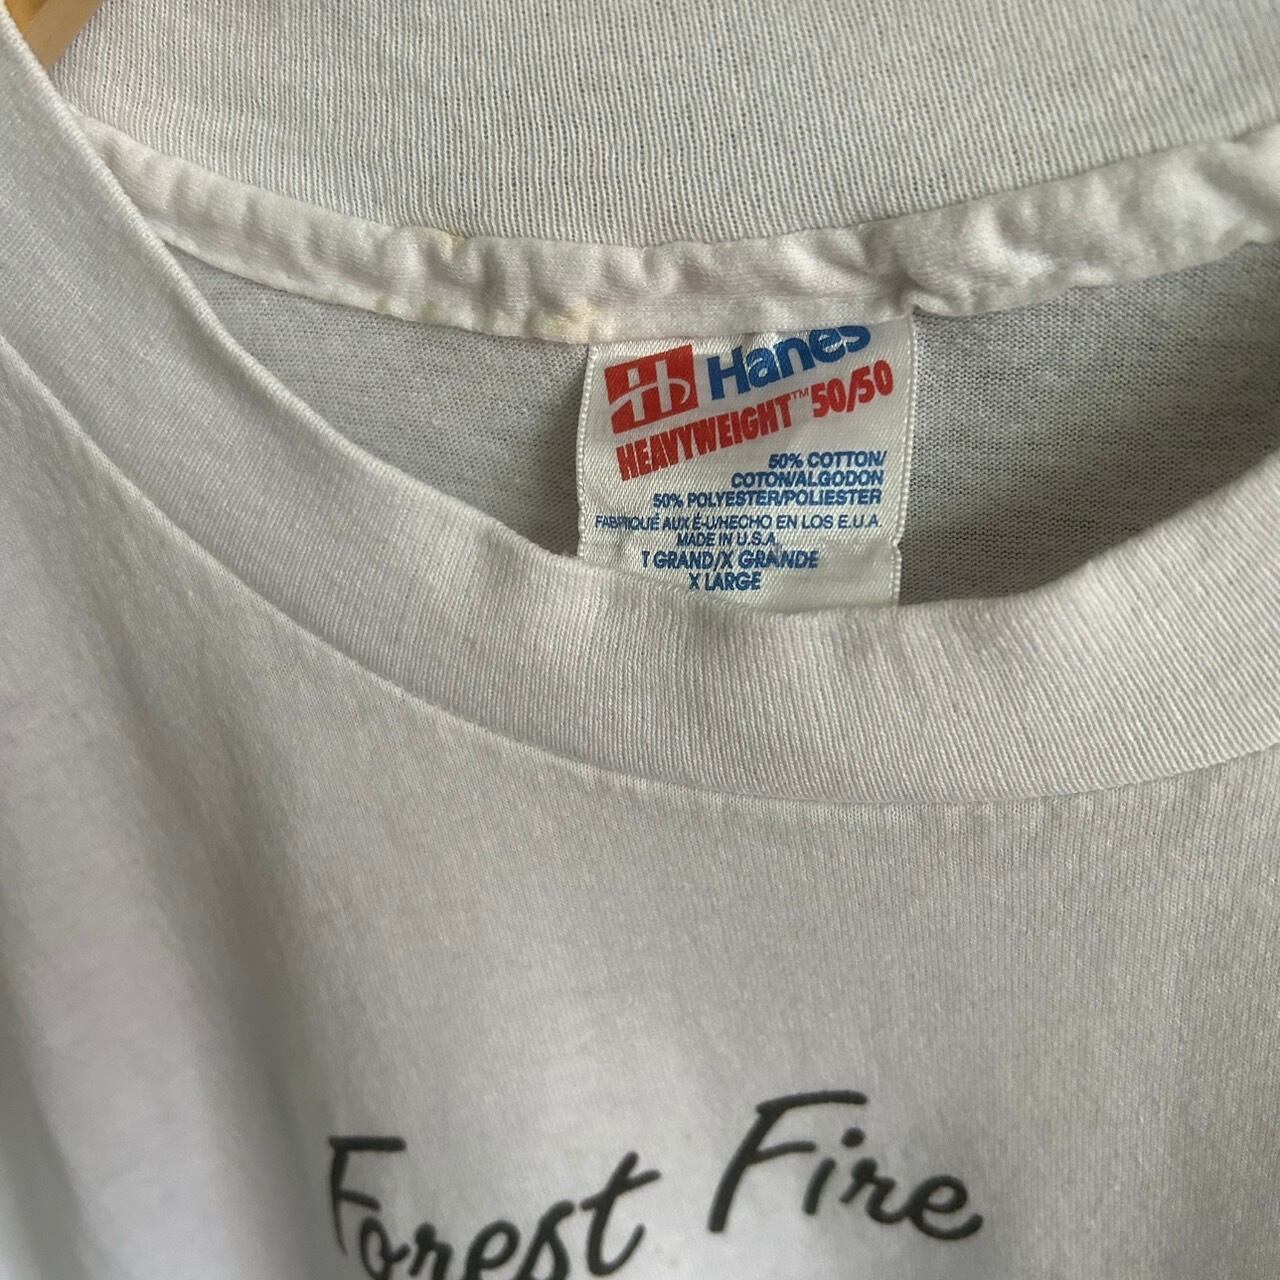 Hanes
HEAVYWEIGHT™ 50/50
50% COTTON/
COTON/ALGODON
50% POLYESTER/POLIESTER
FABRIQUÉ AUX É-U/HECHO EN LOS E.U.A.
MADE IN U.S.A.
T GRAND/X GRANDE
X LARGE
Forest Fire